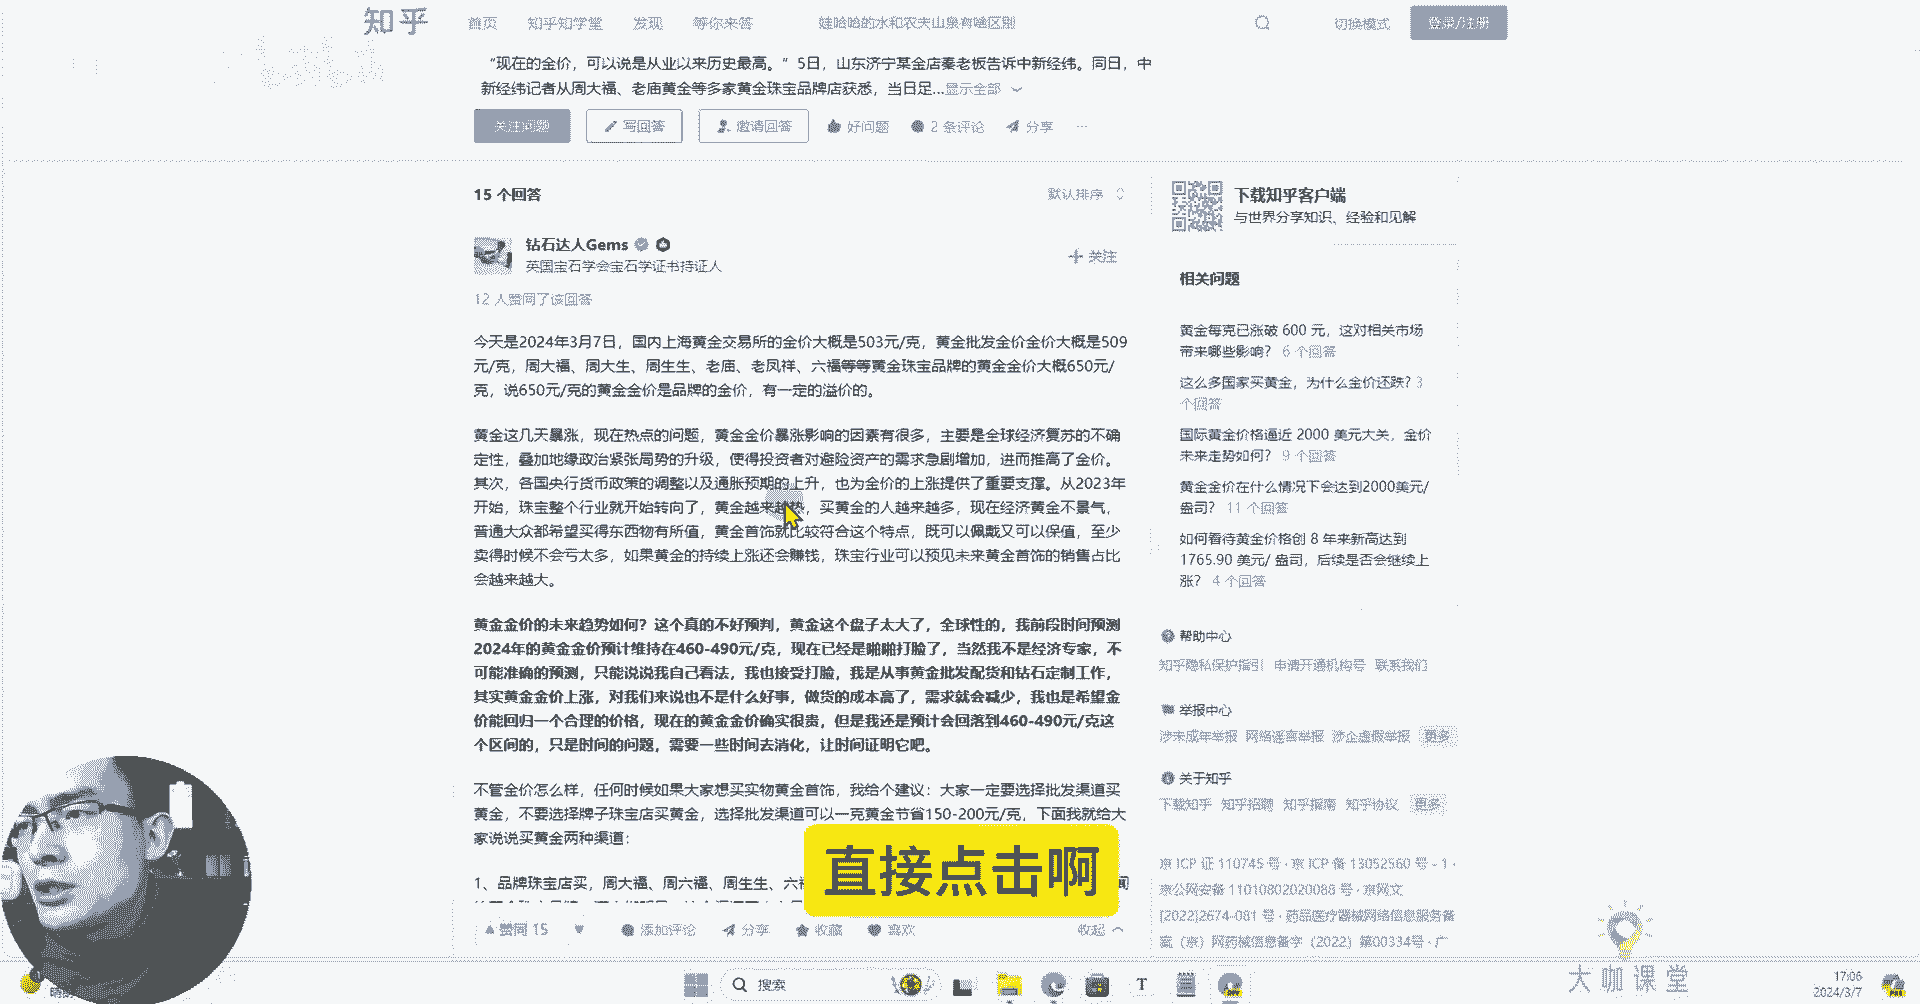 知乎
首页 知乎知学堂 发现 等你来答 娃哈哈的水和农夫山泉有啥区别 切换模式 登录/注册
“现在的金价，可以说是从业以来历史最高。”5日，山东济宁某金店秦老板告诉中新经纬。同日，中
新经纬记者从周大福、老庙黄金等多家黄金珠宝品牌店获悉，当日足...显示全部
关注问题 写回答 邀请回答 好问题 2 条评论 分享 ...
15 个回答 默认排序
钻石达人Gems
英国宝石学会宝石学证书持证人
+ 关注
12 人赞同了该回答
今天是2024年3月7日，国内上海黄金交易所的金价大概是503元/克，黄金批发金价金价大概是509
元/克，周大福、周大生、周生生、老庙、老凤祥、六福等等黄金珠宝品牌的黄金金价大概650元/
克，说650元/克的黄金金价是品牌的金价，有一定的溢价的。
黄金这几天暴涨，现在热点的问题，黄金金价暴涨影响的因素有很多，主要是全球经济复苏的不确
定性，叠加地缘政治紧张局势的升级，使得投资者对避险资产的需求急剧增加，进而推高了金价。
其次，各国央行货币政策的调整以及通胀预期的上升，也为金价的上涨提供了重要支撑。从2023年
开始，珠宝整个行业就开始转向了，黄金越来越热，买黄金的人越来越多，现在经济黄金不景气，
普通大众都希望买得东西物有所值，黄金首饰就比较符合这个特点，既可以佩戴又可以保值，至少
卖得时候不会亏太多，如果黄金的持续上涨还会赚钱，珠宝行业可以预见未来黄金首饰的销售占比
会越来越大。
黄金金价的未来趋势如何？这个真的不好预判，黄金这个盘子太大了，全球性的，我前段时间预测
2024年的黄金金价预计维持在460-490元/克，现在已经是啪啪打脸了，当然我不是经济专家，不
可能准确的预测，只能说说我自己看法，我也接受打脸，我是从事黄金批发配货和钻石定制工作，
其实黄金金价上涨，对我们来说也不是什么好事，做货的成本高了，需求就会减少，我也是希望金
价能回归一个合理的价格，现在的黄金金价确实很贵，但是我还是预计会回落到460-490元/克这
个区间的，只是时间的问题，需要一些时间去消化，让时间证明它吧。
不管金价怎么样，任何时候如果大家想买实物黄金首饰，我给个建议：大家一定要选择批发渠道买
黄金，不要选择牌子珠宝店买黄金，选择批发渠道可以一克黄金节省150-200元/克，下面我就给大
家说说买黄金两种渠道：
1、品牌珠宝店买，周大福、周六福、周生生、六福
赞同 15 添加评论 分享 收藏 喜欢 收起
直接点击啊
下载知乎客户端
与世界分享知识、经验和见解
相关问题
黄金每克已涨破 600 元，这对相关市场
带来哪些影响？ 6 个回答
这么多国家买黄金，为什么金价还跌? 3
个回答
国际黄金价格逼近 2000 美元大关，金价
未来走势如何？ 9 个回答
黄金金价在什么情况下会达到2000美元/
盎司？ 11 个回答
如何看待黄金价格创 8 年来新高达到
1765.90 美元/ 盎司，后续是否会继续上
涨？ 4 个回答
帮助中心
知乎隐私保护指引 申请开通机构号 联系我们
举报中心
涉未成年举报 网络谣言举报 涉企虚假举报 更多
关于知乎
下载知乎 知乎招聘 知乎指南 知乎协议 更多
京 ICP 证 110745 号 · 京 ICP 备 13052560 号 - 1 ·
京公网安备 11010802020088 号 · 京网文
[2022]2674-081 号 · 药品医疗器械网络信息服务备
案（京）网药械信息备字（2022）第00334号 · 广
大咖课堂
搜索
17:06
2024/3/7